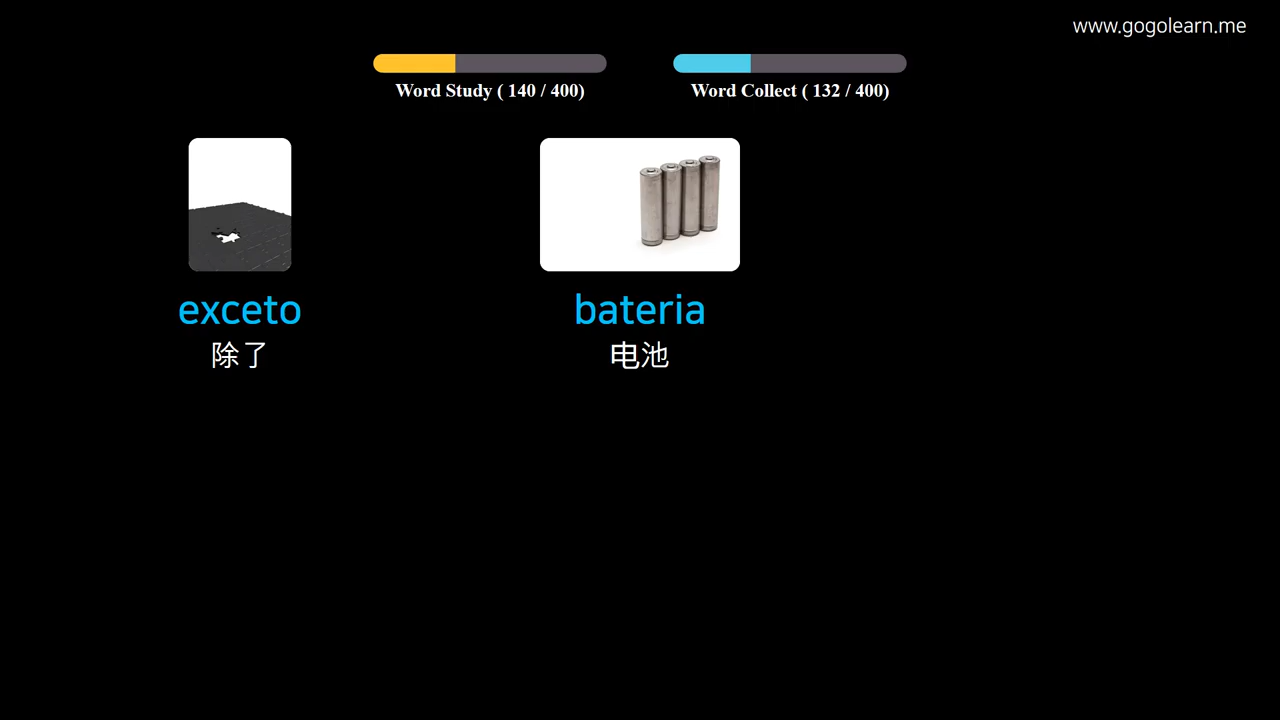 www.gogolearn.me
Word Study ( 140 / 400)
Word Collect ( 132 / 400)
exceto
除了
bateria
电池